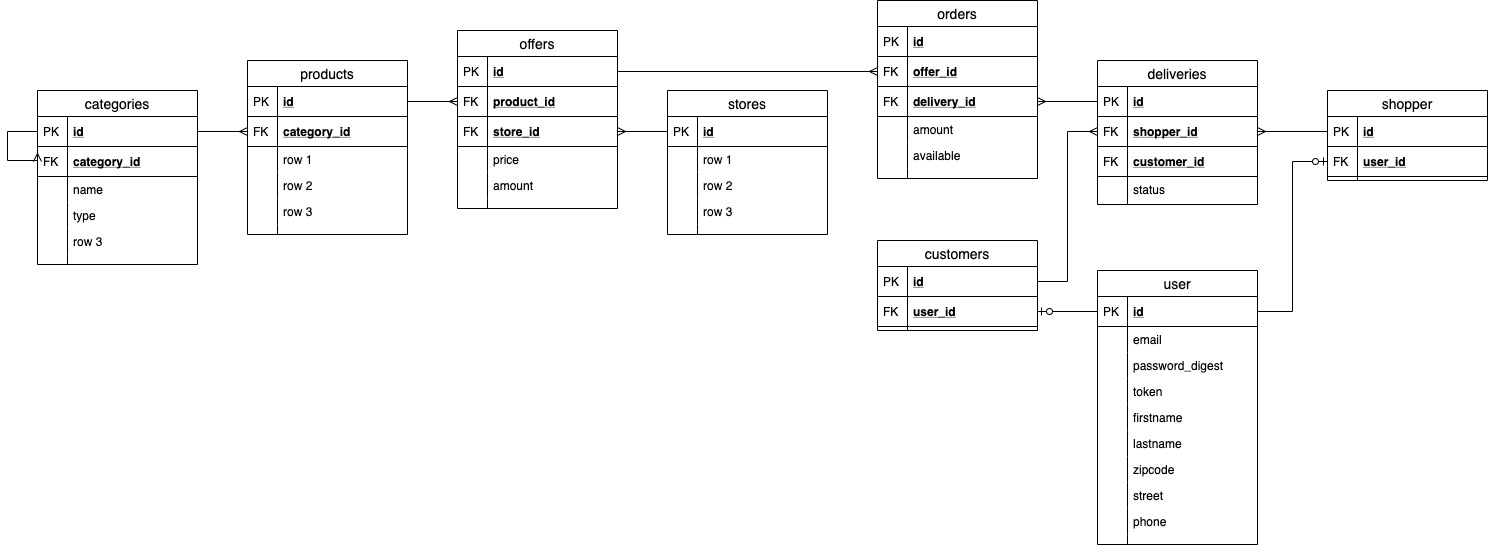 categories
PK id
FK category_id
name
type
row 3
products
PK id
FK category_id
row 1
row 2
row 3
offers
PK id
FK product_id
FK store_id
price
amount
stores
PK id
row 1
row 2
row 3
orders
PK id
FK offer_id
FK delivery_id
amount
available
deliveries
PK id
FK shopper_id
FK customer_id
status
shopper
PK id
FK user_id
customers
PK id
FK user_id
user
PK id
email
password_digest
token
firstname
lastname
zipcode
street
phone